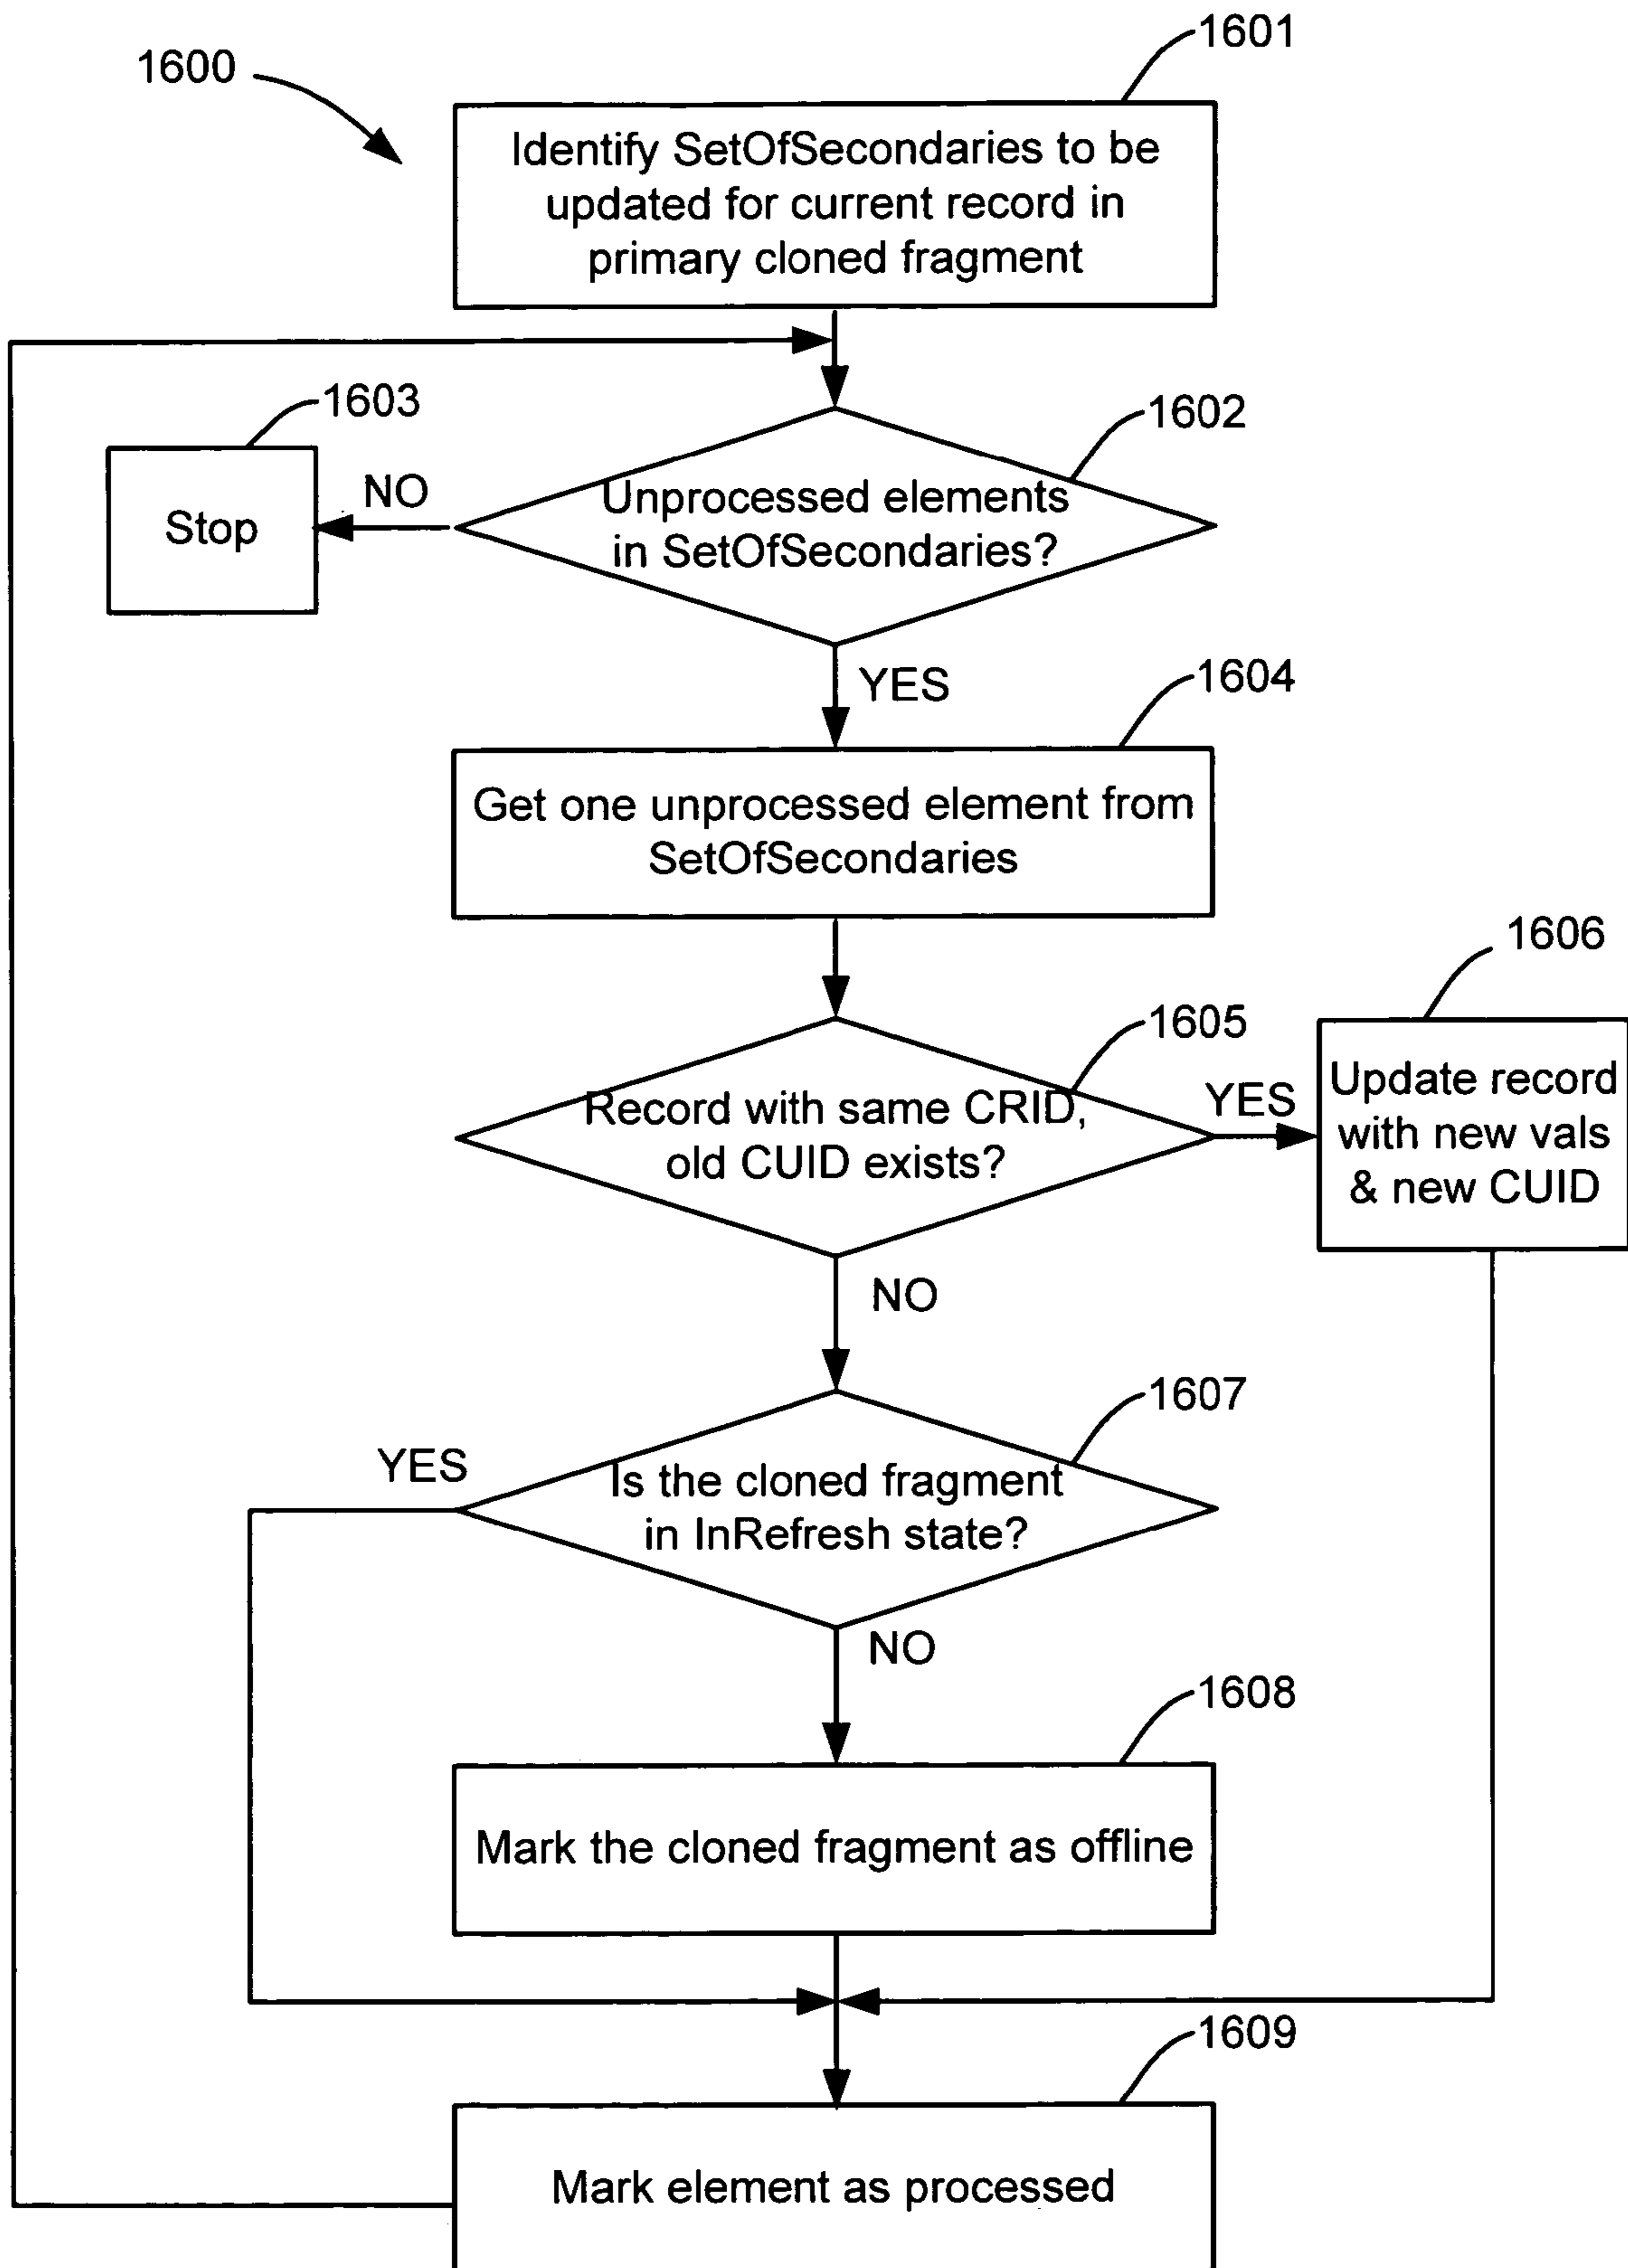 1601
1600
Identify SetOfSecondaries to be
updated for current record in
primary cloned fragment
1603
1602
NO
Stop
Unprocessed elements
in SetOfSecondaries?
YES
1604
Get one unprocessed element from
SetOfSecondaries
1606
1605
Record with same CRID,
old CUID exists?
YES
Update record
with new vals
& new CUID
NO
1607
YES
Is the cloned fragment
in InRefresh state?
NO
1608
Mark the cloned fragment as offline
1609
Mark element as processed